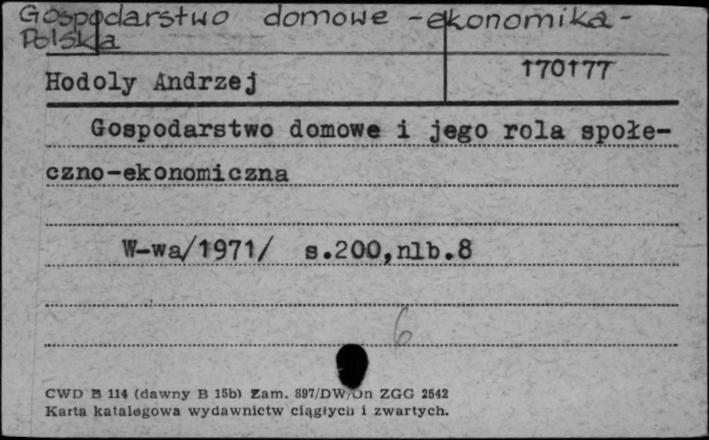 Gospodarstwo domowe - ekonomika -
Polska
Hodoly Andrzej
170177
Gospodarstwo domowe i jego rola społe-
czno-ekonomiczna
W-wa/1971/ s.200,nlb.8
6
CWD B 114 (dawny B 15b) Zam. 897/DW/Un ZGG 2542
Karta katalogowa wydawnictw ciągłych i zwartych.